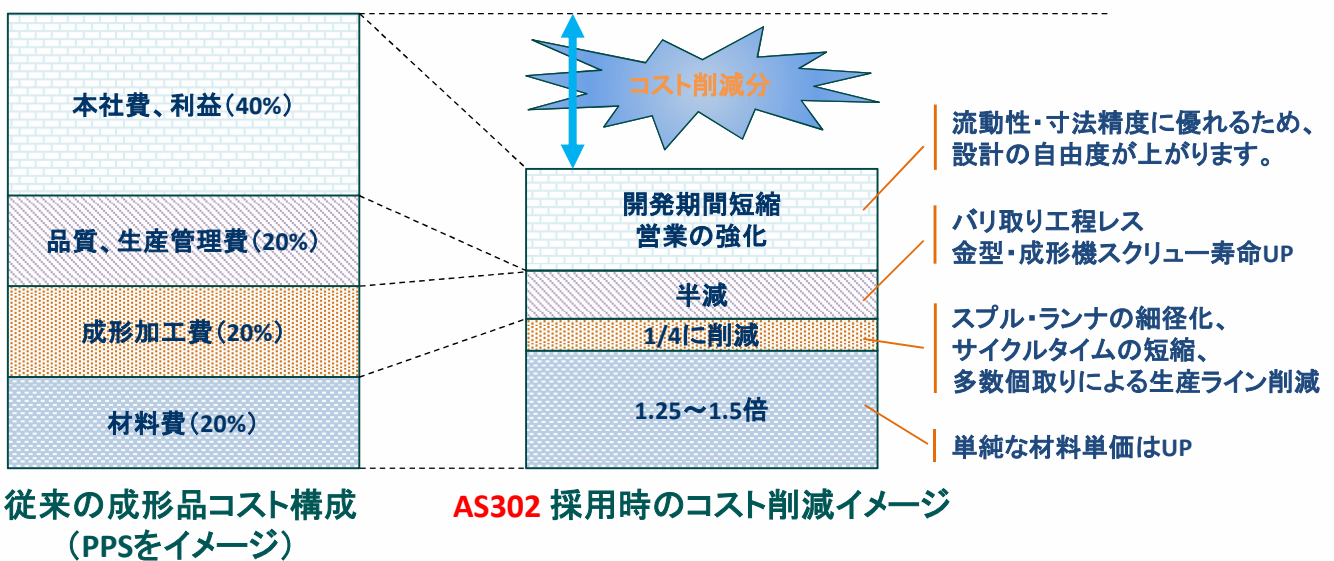 本社費、利益(40%)
品質、生産管理費(20%)
成形加工費(20%)
材料費(20%)
従来の成形品コスト構成
(PPSをイメージ)
コスト削減分
開発期間短縮
営業の強化
半減
1/4に削減
1.25~1.5倍
AS302 採用時のコスト削減イメージ
流動性・寸法精度に優れるため、
設計の自由度が上がります。
バリ取り工程レス
金型・成形機スクリュー寿命UP
スプル・ランナの細径化、
サイクルタイムの短縮、
多数個取りによる生産ライン削減
単純な材料単価はUP